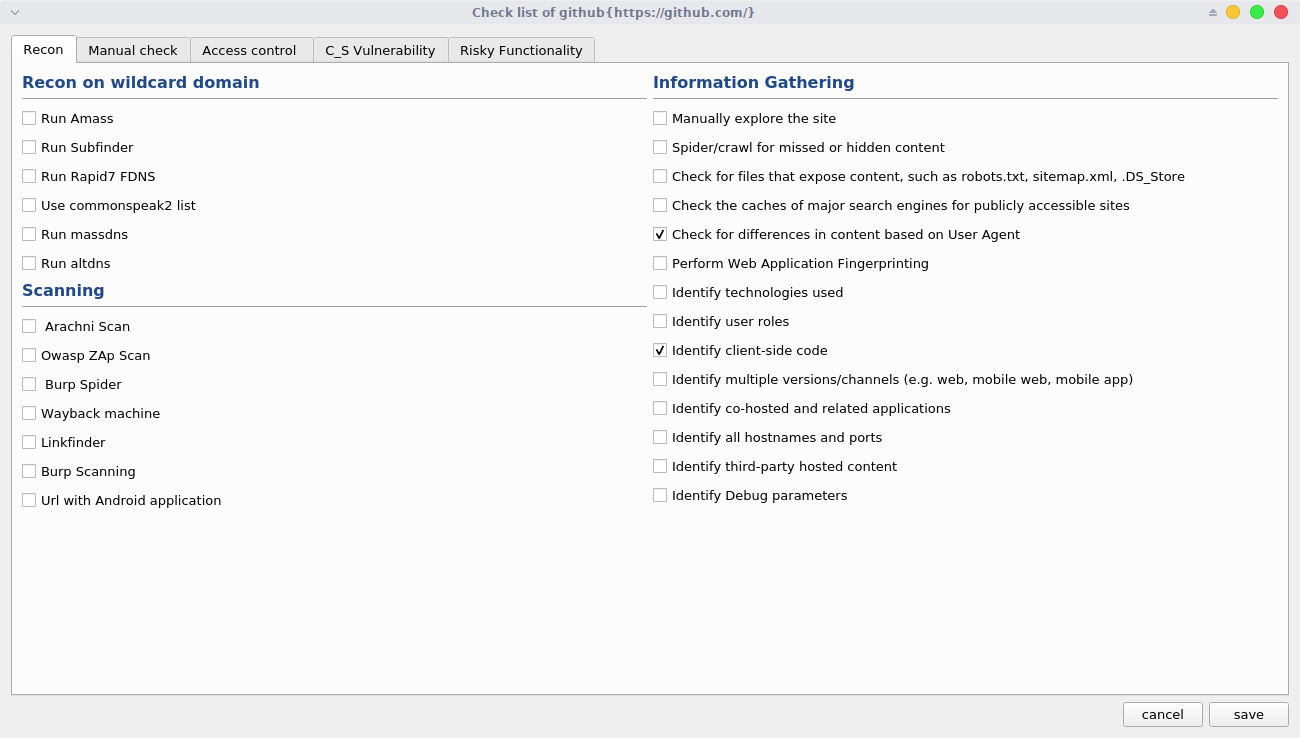 Check list of github{https://github.com/}
Recon
Manual check
Access control
C_S Vulnerability
Risky Functionality
Recon on wildcard domain
Run Amass
Run Subfinder
Run Rapid7 FDNS
Use commonspeak2 list
Run massdns
Run altdns
Scanning
Arachni Scan
Owasp ZAp Scan
Burp Spider
Wayback machine
Linkfinder
Burp Scanning
Url with Android application
Information Gathering
Manually explore the site
Spider/crawl for missed or hidden content
Check for files that expose content, such as robots.txt, sitemap.xml, .DS_Store
Check the caches of major search engines for publicly accessible sites
Check for differences in content based on User Agent
Perform Web Application Fingerprinting
Identify technologies used
Identify user roles
Identify client-side code
Identify multiple versions/channels (e.g. web, mobile web, mobile app)
Identify co-hosted and related applications
Identify all hostnames and ports
Identify third-party hosted content
Identify Debug parameters
cancel
save